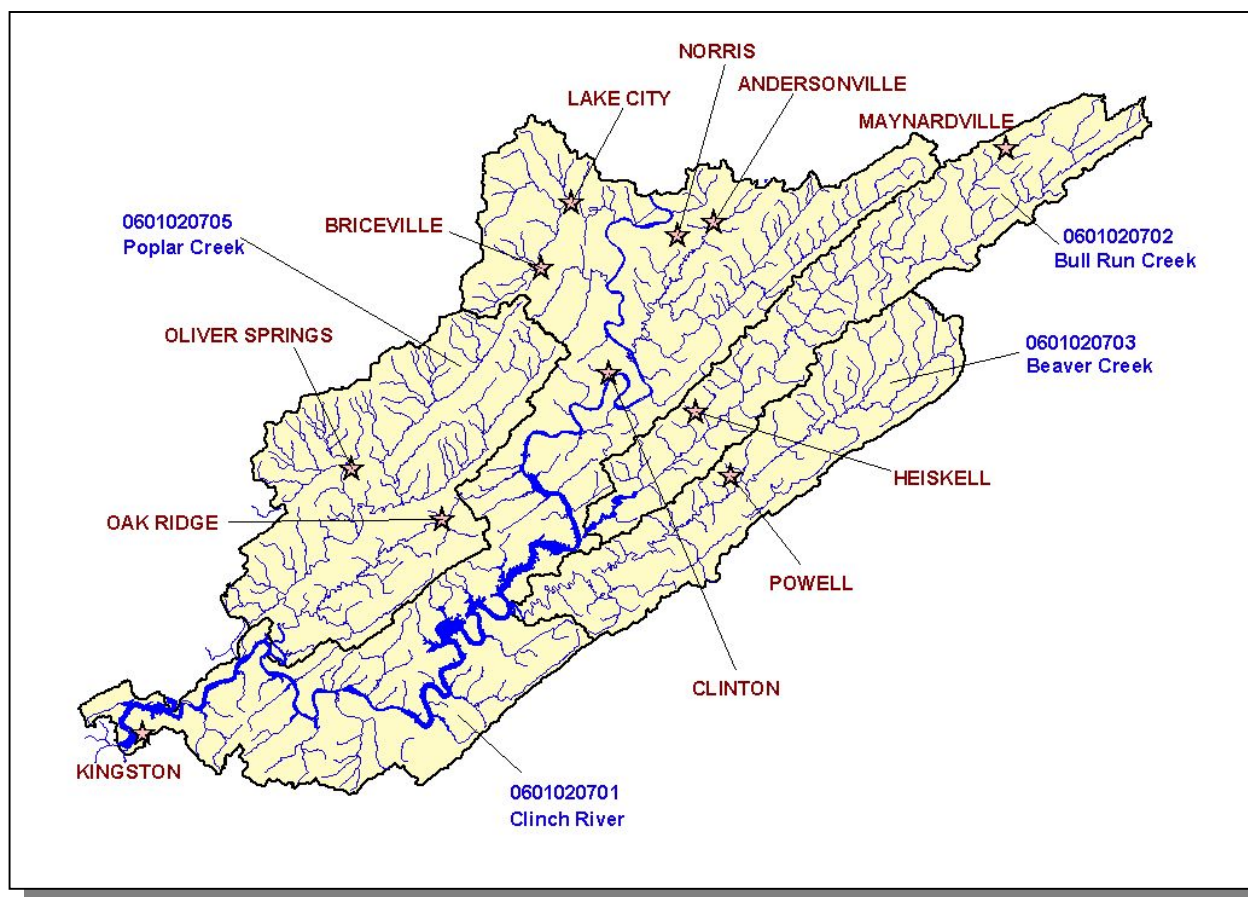 NORRIS
ANDERSONVILLE
LAKE CITY
MAYNARDVILLE
0601020705
Poplar Creek
BRICEVILLE
0601020702
Bull Run Creek
OLIVER SPRINGS
0601020703
Beaver Creek
HEISKELL
OAK RIDGE
POWELL
CLINTON
KINGSTON
0601020701
Clinch River